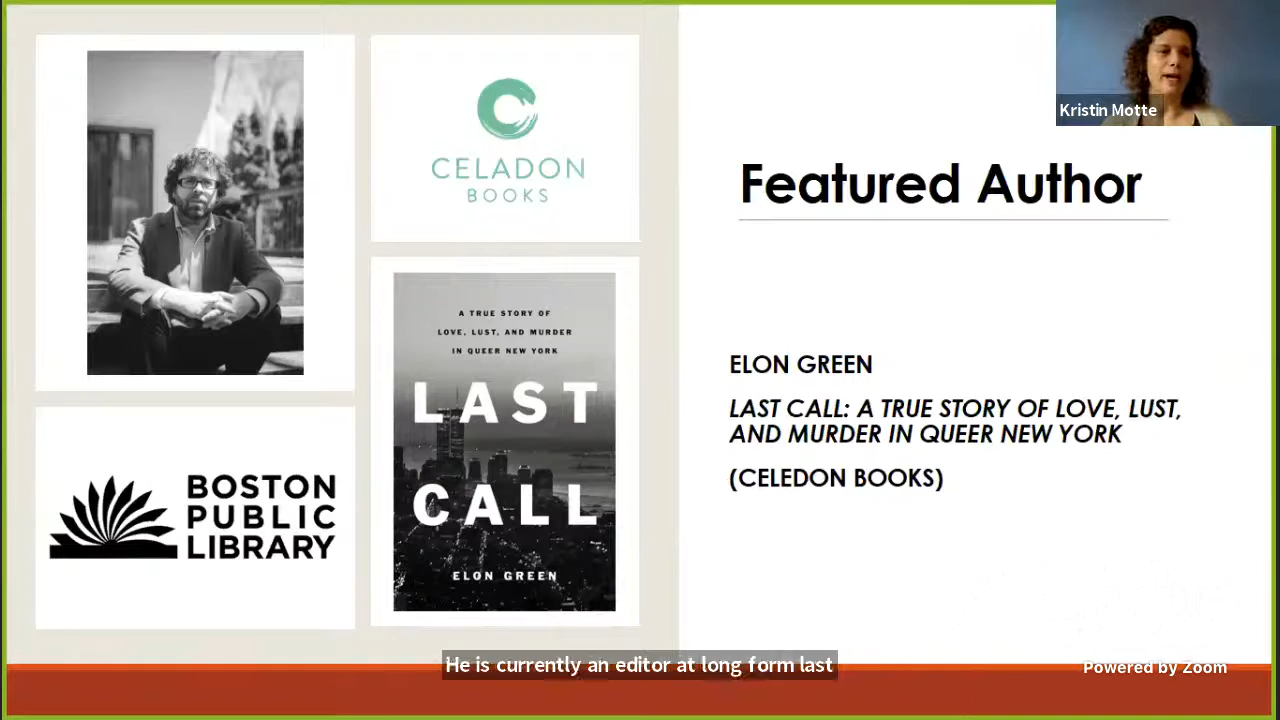 CELADON
BOOKS
Kristin Motte
Featured Author
A TRUE STORY OF
LOVE, LUST, AND MURDER
IN QUEER NEW YORK
LAST
CALL
ELON GREEN
ELON GREEN
LAST CALL: A TRUE STORY OF LOVE, LUST,
AND MURDER IN QUEER NEW YORK
(CELEDON BOOKS)
BOSTON
PUBLIC
LIBRARY
He is currently an editor at long form last
Powered by Zoom